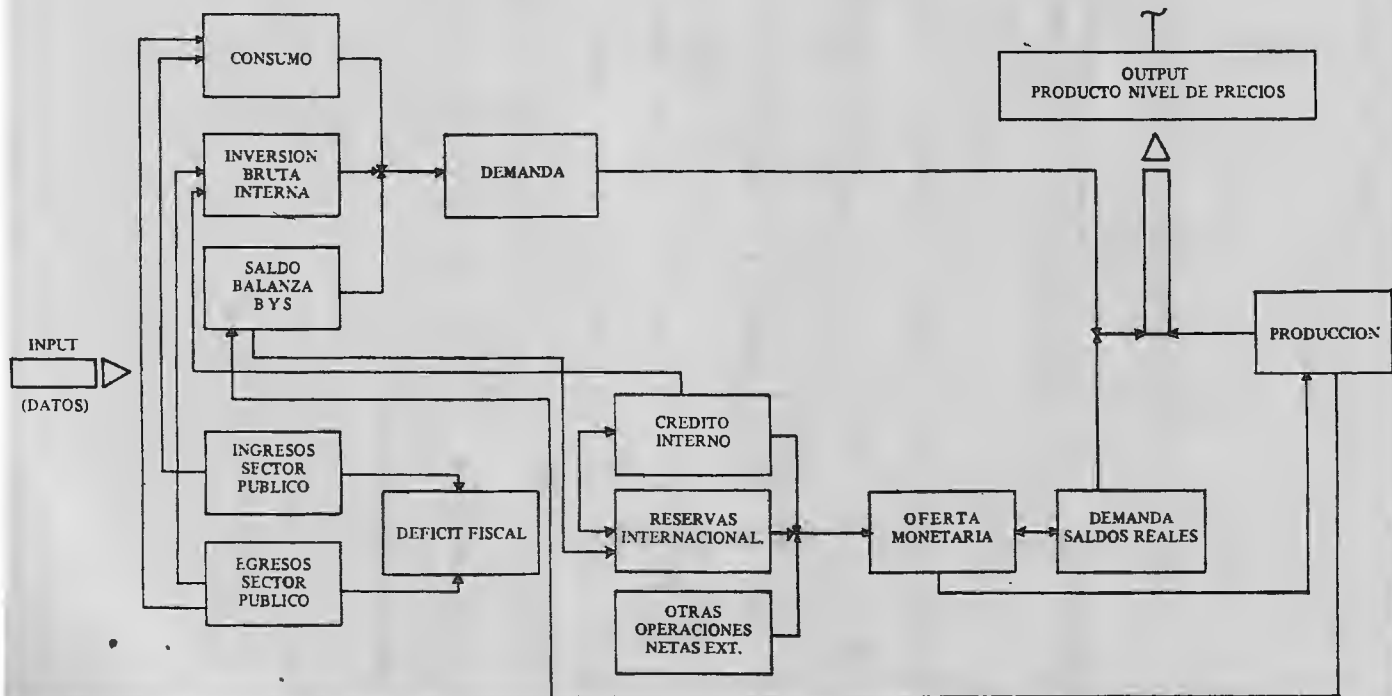 CONSUMO
INVERSION
BRUTA
INTERNA
SALDO
BALANZA
B Y S
INPUT
(DATOS)
INGRESOS
SECTOR
PUBLICO
EGRESOS
SECTOR
PUBLICO
DEFICIT FISCAL
DEMANDA
CREDITO
INTERNO
RESERVAS
INTERNACIONAL.
OTRAS
OPERACIONES
NETAS EXT.
OFERTA
MONETARIA
DEMANDA
SALDOS REALES
OUTPUT
PRODUCTO NIVEL DE PRECIOS
PRODUCCION